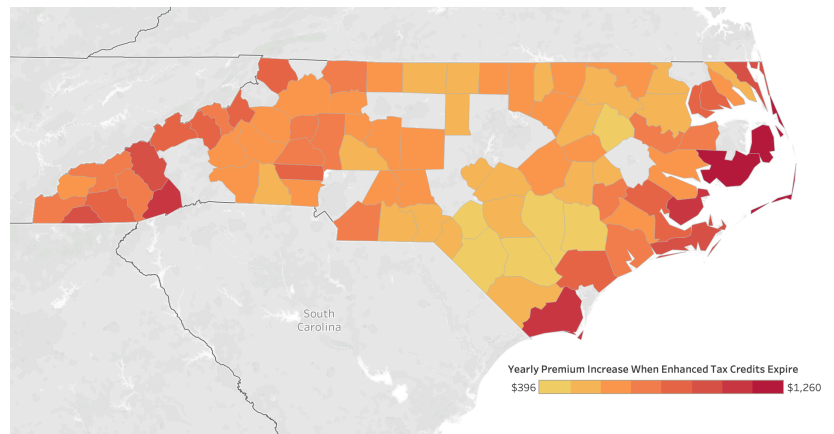 South
Carolina
Yearly Premium Increase When Enhanced Tax Credits Expire
$396 $1,260